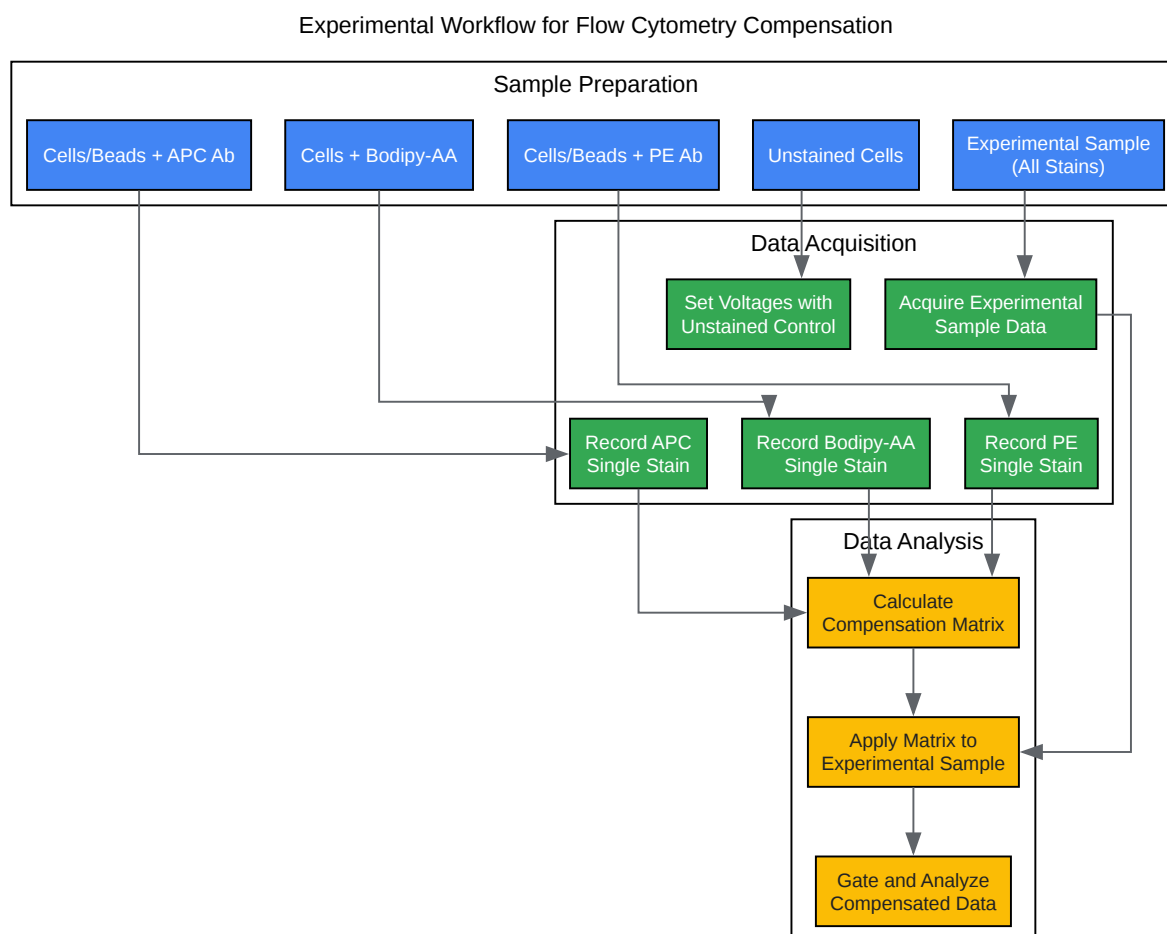 Experimental Workflow for Flow Cytometry Compensation
Sample Preparation
Cells/Beads + APC Ab
Cells + Bodipy-AA
Cells/Beads + PE Ab
Unstained Cells
Experimental Sample
(All Stains)
Data Acquisition
Set Voltages with
Unstained Control
Acquire Experimental
Sample Data
Record APC
Single Stain
Record Bodipy-AA
Single Stain
Record PE
Single Stain
Data Analysis
Calculate
Compensation Matrix
Apply Matrix to
Experimental Sample
Gate and Analyze
Compensated Data